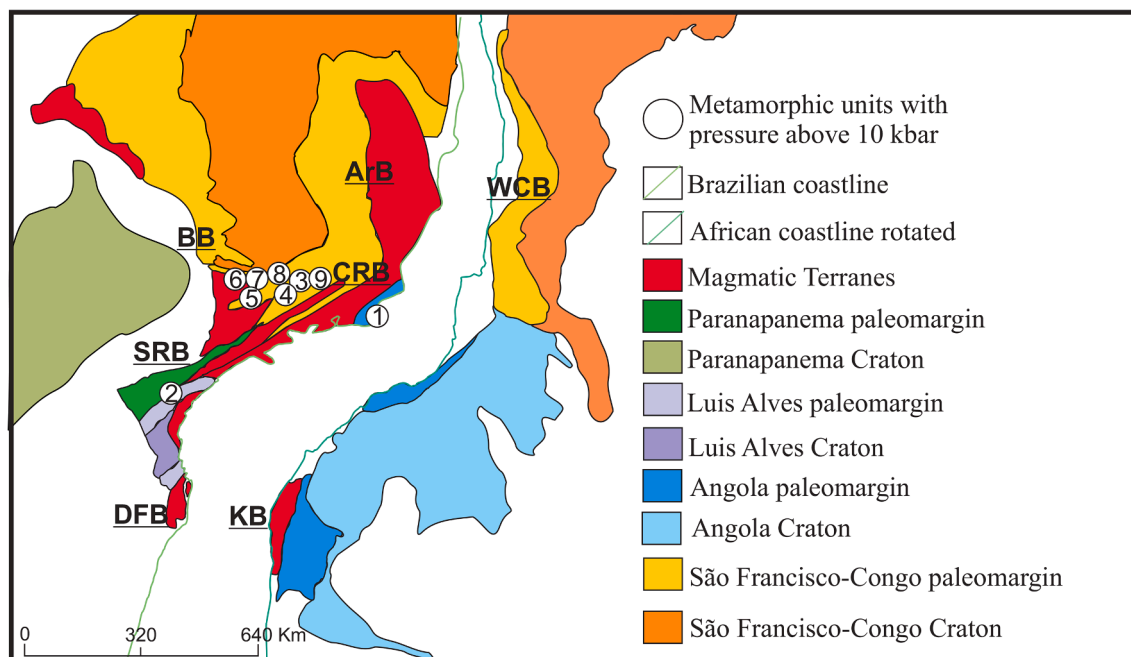 ArB
WCB
BB
CRB
6
7
8
3
9
5
4
1
SRB
2
DFB
KB
0
320
640 Km
Metamorphic units with
pressure above 10 kbar
Brazilian coastline
African coastline rotated
Magmatic Terranes
Paranapanema paleomargin
Paranapanema Craton
Luis Alves paleomargin
Luis Alves Craton
Angola paleomargin
Angola Craton
São Francisco-Congo paleomargin
São Francisco-Congo Craton